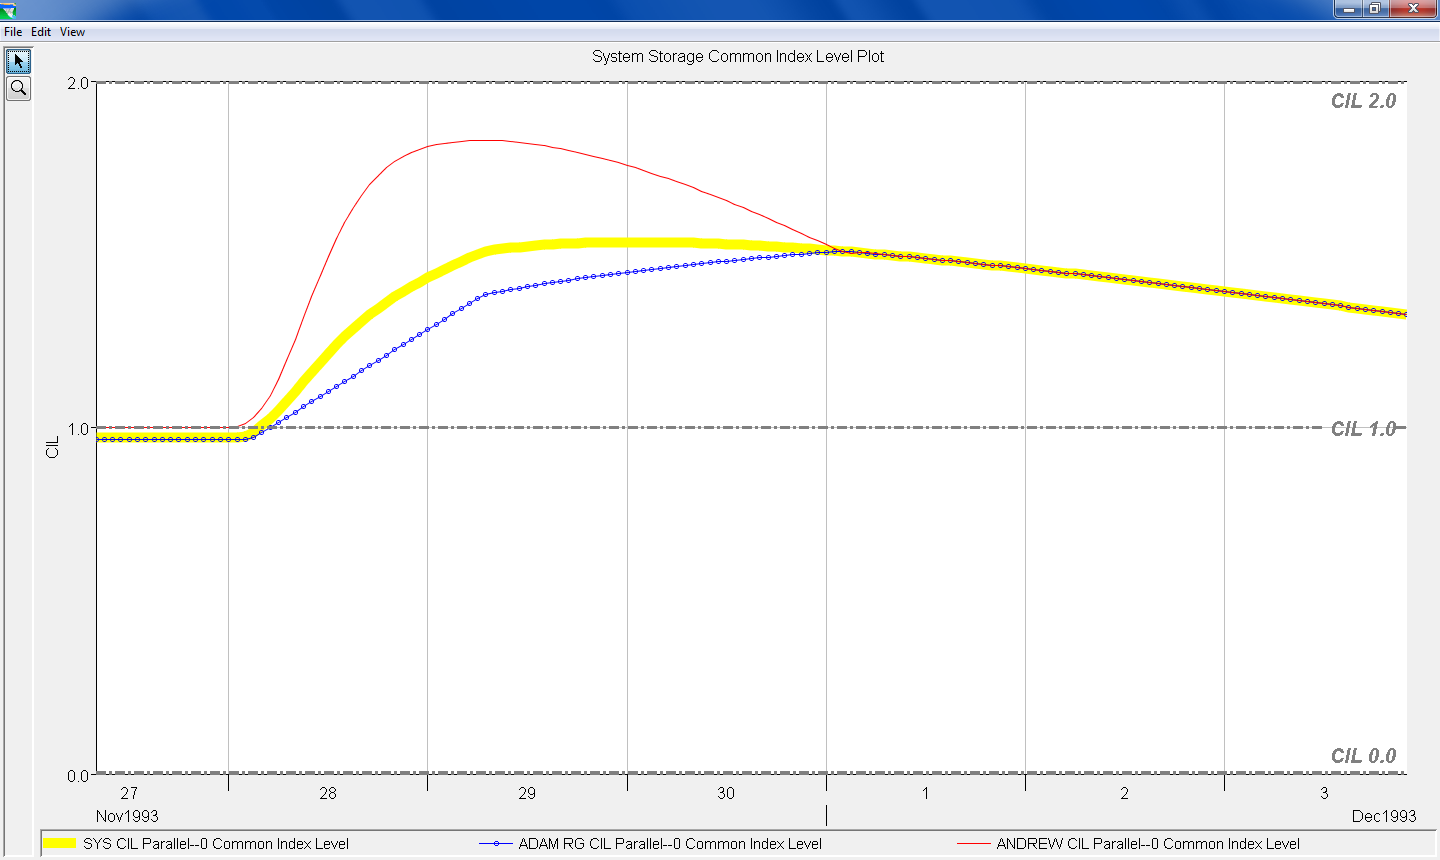 File Edit View
System Storage Common Index Level Plot
2.0
CIL 2.0
1.0
CIL 1.0
CIL
CIL 0.0
0.0
27 28 29 30 1 2 3
Nov1993 Dec1993
SYS CIL Parallel--0 Common Index Level ADAM RG CIL Parallel--0 Common Index Level ANDREW CIL Parallel--0 Common Index Level